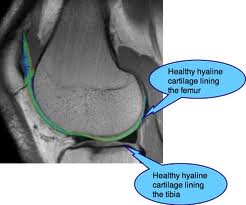 Healthy hyaline
cartilage lining
the femur
Healthy hyaline
cartilage lining
the tibia